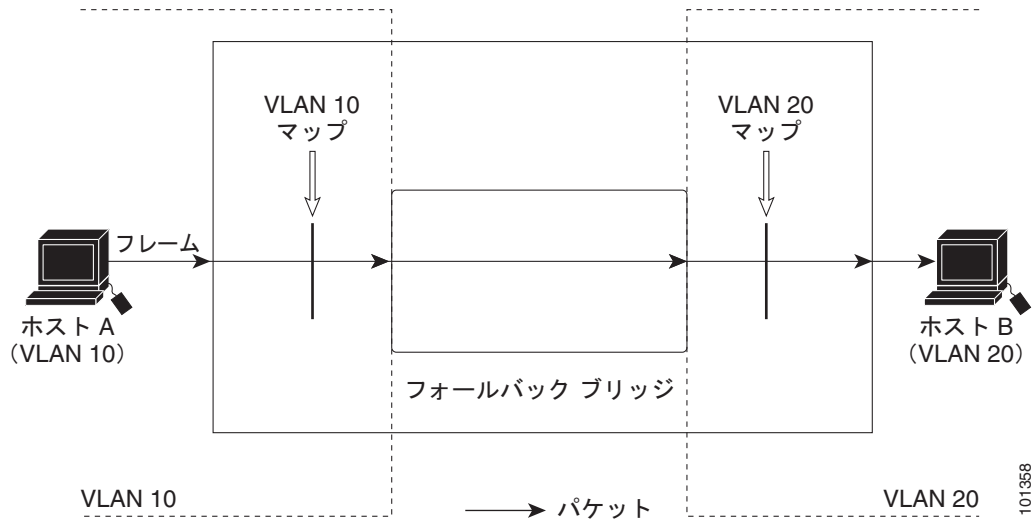 VLAN 10
マップ
VLAN 20
マップ
フレーム
ホスト A
(VLAN 10)
ホスト B
(VLAN 20)
フォールバック ブリッジ
VLAN 10
パケット
VLAN 20
101358